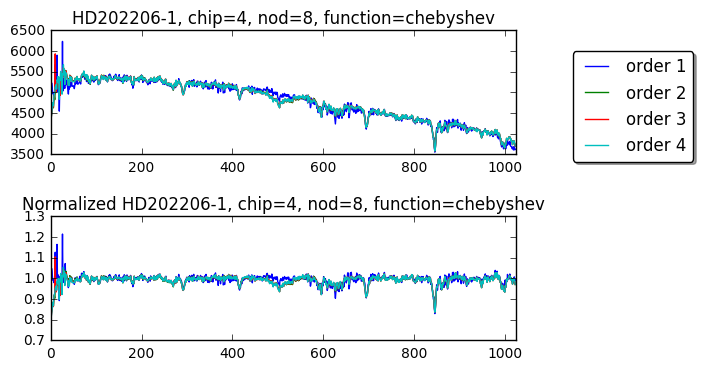 HD202206-1, chip=4, nod=8, function=chebyshev
6500
6000
5500
5000
4500
4000
3500
0 200 400 600 800 1000
order 1
order 2
order 3
order 4
Normalized HD202206-1, chip=4, nod=8, function=chebyshev
1.3
1.2
1.1
1.0
0.9
0.8
0.7
0 200 400 600 800 1000